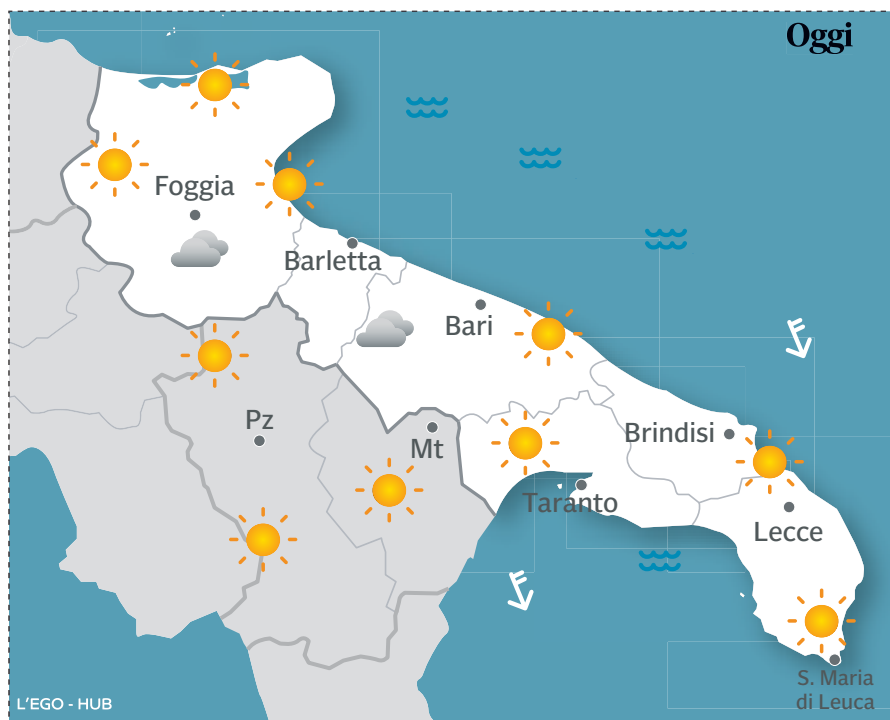 Oggi
Foggia
Barletta
Bari
Pz
Mt
Brindisi
Taranto
Lecce
S. Maria
di Leuca
L'EGO - HUB